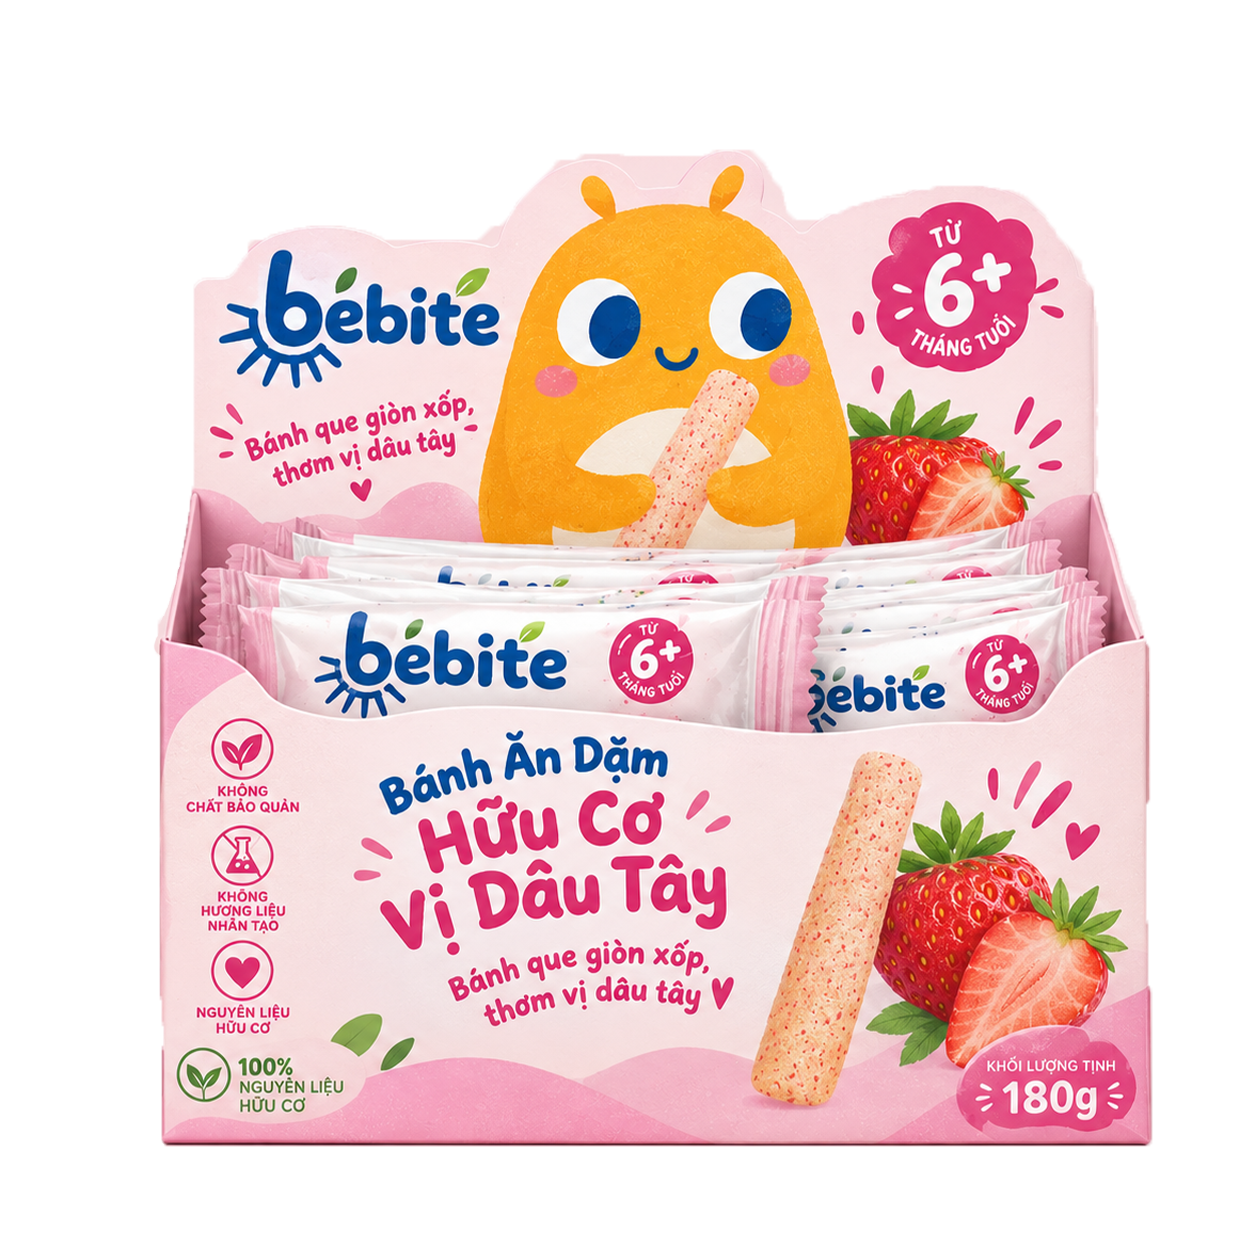 bébité
TỪ
6+
THÁNG TUỔI
Bánh que giòn xốp,
thơm vị dâu tây
bébité
TỪ
6+
THÁNG TUỔI
bébité
TỪ
6+
THÁNG TUỔI
KHÔNG
CHẤT BẢO QUẢN
KHÔNG
HƯƠNG LIỆU
NHÂN TẠO
NGUYÊN LIỆU
HỮU CƠ
100%
NGUYÊN LIỆU
HỮU CƠ
Bánh Ăn Dặm
Hữu Cơ
Vị Dâu Tây
Bánh que giòn xốp,
thơm vị dâu tây
KHỐI LƯỢNG TỊNH
180g